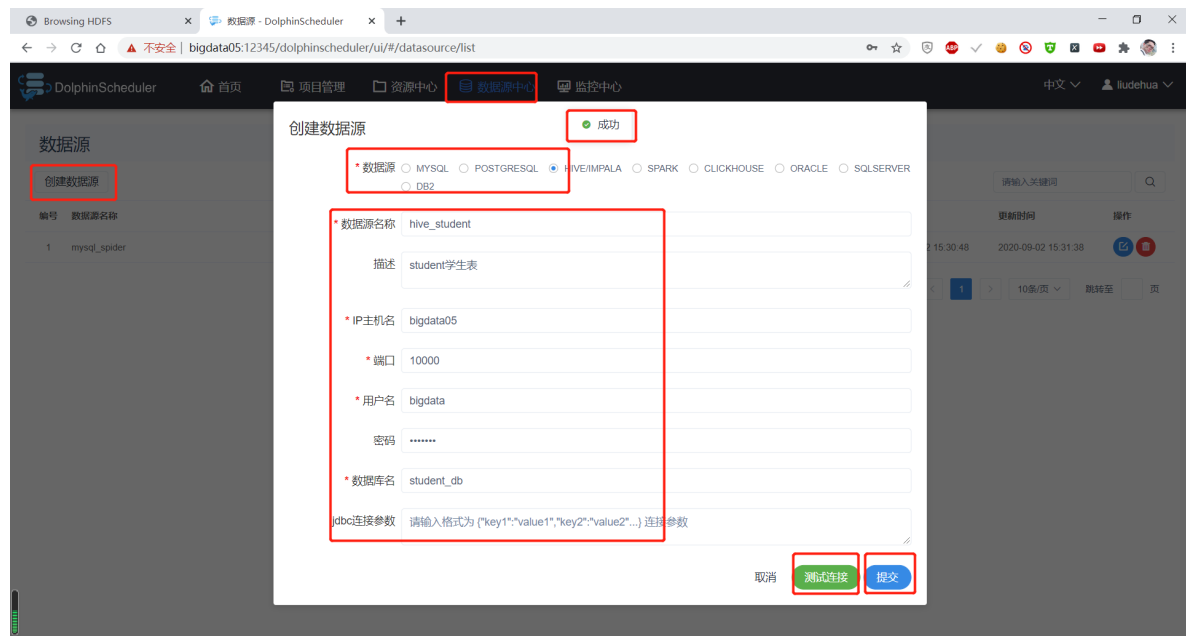 Browsing HDFS
数据源 - DolphinScheduler
不安全 | bigdata05:12345/dolphinscheduler/ui/#/datasource/list
ABP
DolphinScheduler 首页 项目管理 资源中心 数据源中心 监控中心 中文 liudehua
数据源
创建数据源 请输入关键词
编号 数据源名称 更新时间 操作
1 mysql_spider 2 15:30:48 2020-09-02 15:31:38
1 10条/页 跳转至 页
创建数据源
成功
* 数据源 MYSQL POSTGRESQL HIVE/IMPALA SPARK CLICKHOUSE ORACLE SQLSERVER
DB2
* 数据源名称 hive_student
描述 student学生表
* IP主机名 bigdata05
* 端口 10000
* 用户名 bigdata
密码 •••••••
* 数据库名 student_db
jdbc连接参数 请输入格式为 {"key1":"value1","key2":"value2"...} 连接参数
取消 测试连接 提交